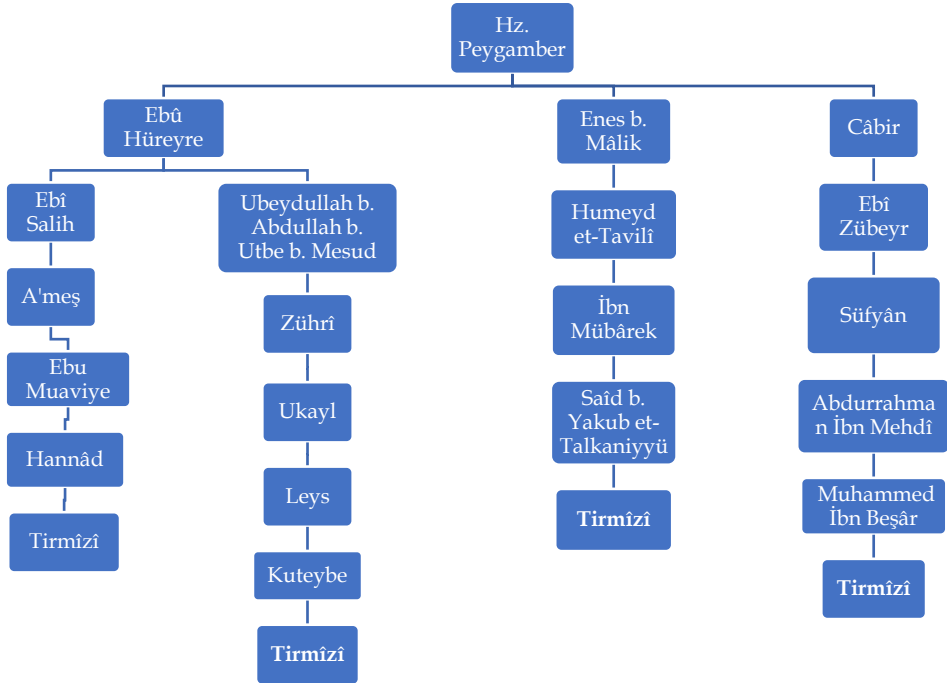 Hz.
Peygamber
Ebû
Hüreyre
Enes b.
Mâlik
Câbir
Ebî
Salih
Ubeydullah b.
Abdullah b.
Utbe b. Mesud
Humeyd
et-Tavilî
Ebî
Zübeyr
A'meş
Zührî
İbn
Mübârek
Süfyân
Ebu
Muaviye
Ukayl
Saîd b.
Yakub et-
Talkaniyyü
Abdurrahma
n İbn Mehdî
Hannâd
Leys
Tirmîzî
Muhammed
İbn Beşâr
Tirmîzî
Kuteybe
Tirmîzî
Tirmîzî